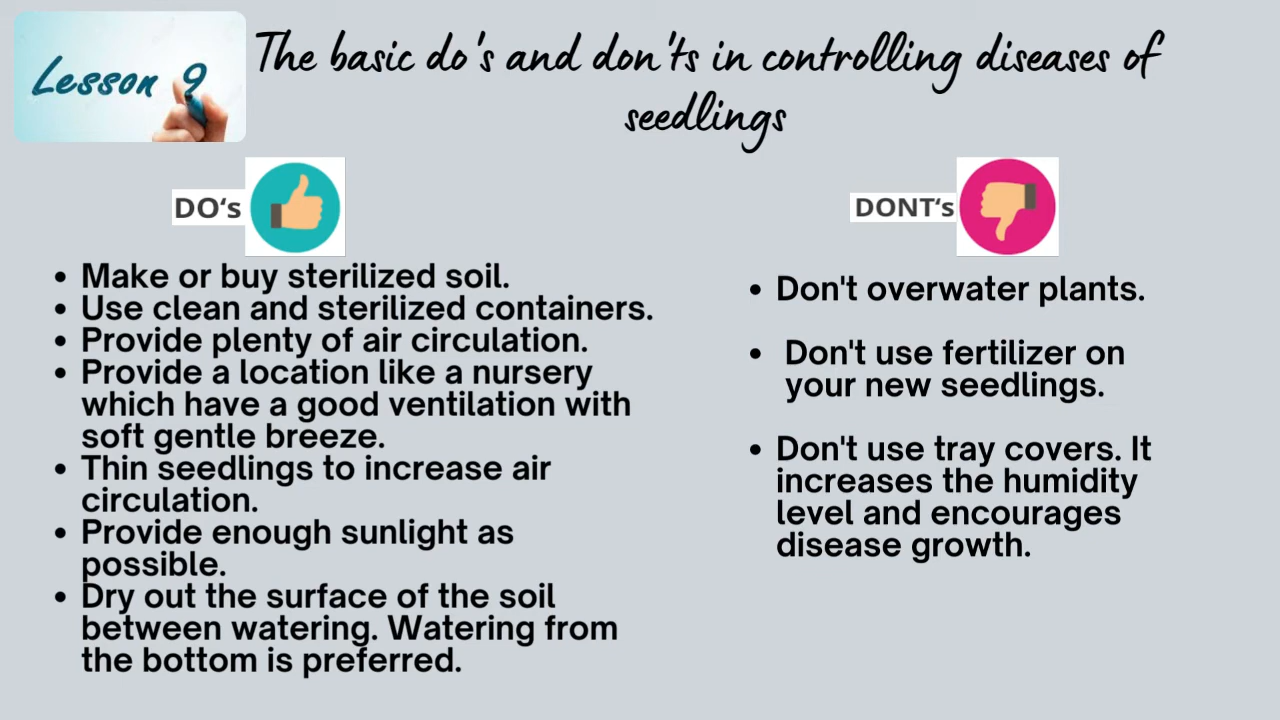 Lesson 9
The basic do's and don'ts in controlling diseases of
seedlings
DO‘s
• Make or buy sterilized soil.
• Use clean and sterilized containers.
• Provide plenty of air circulation.
• Provide a location like a nursery
which have a good ventilation with
soft gentle breeze.
• Thin seedlings to increase air
circulation.
• Provide enough sunlight as
possible.
• Dry out the surface of the soil
between watering. Watering from
the bottom is preferred.
DONT‘s
• Don't overwater plants.
• Don't use fertilizer on
your new seedlings.
• Don't use tray covers. It
increases the humidity
level and encourages
disease growth.